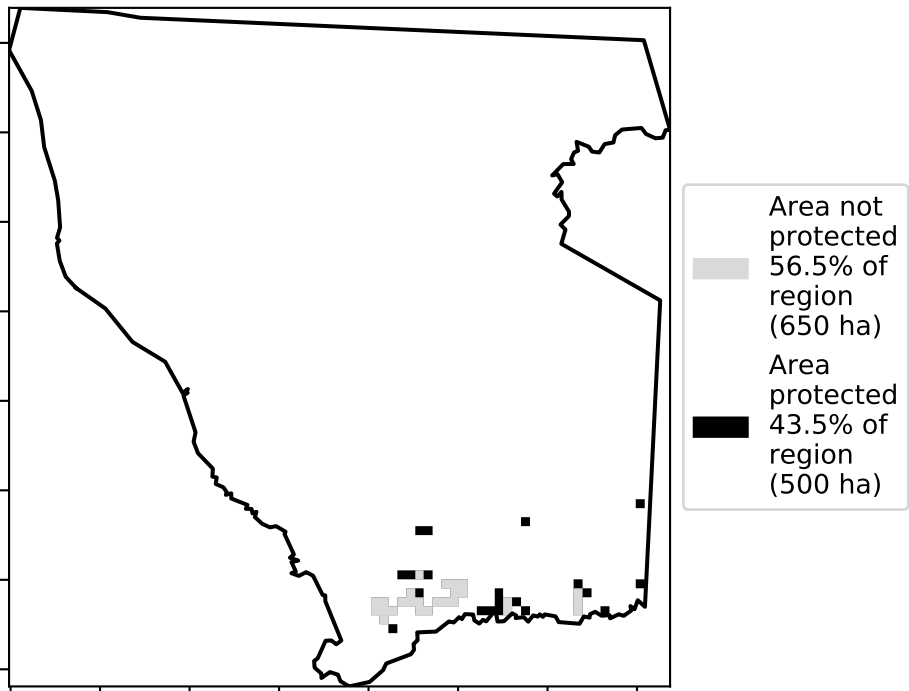 Area not
protected
56.5% of
region
(650 ha)
Area
protected
43.5% of
region
(500 ha)